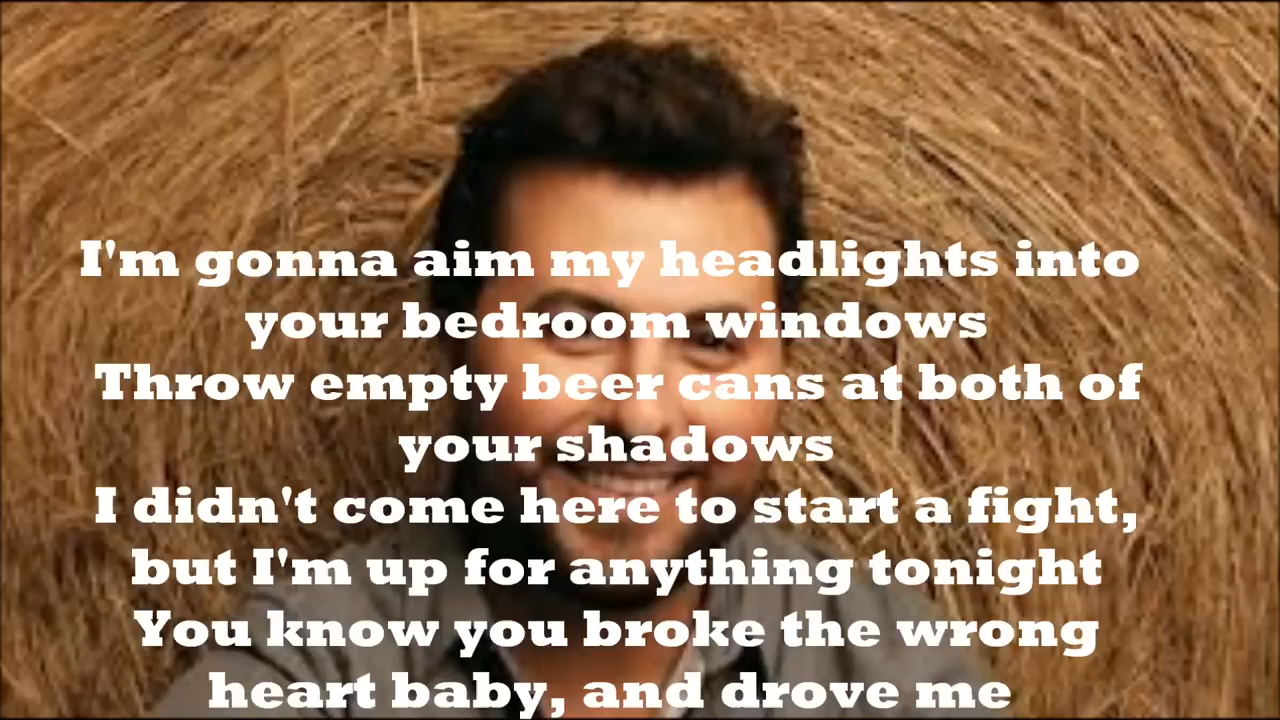 I'm gonna aim my headlights into
your bedroom windows
Throw empty beer cans at both of
your shadows
I didn't come here to start a fight,
but I'm up for anything tonight
You know you broke the wrong
heart baby, and drove me